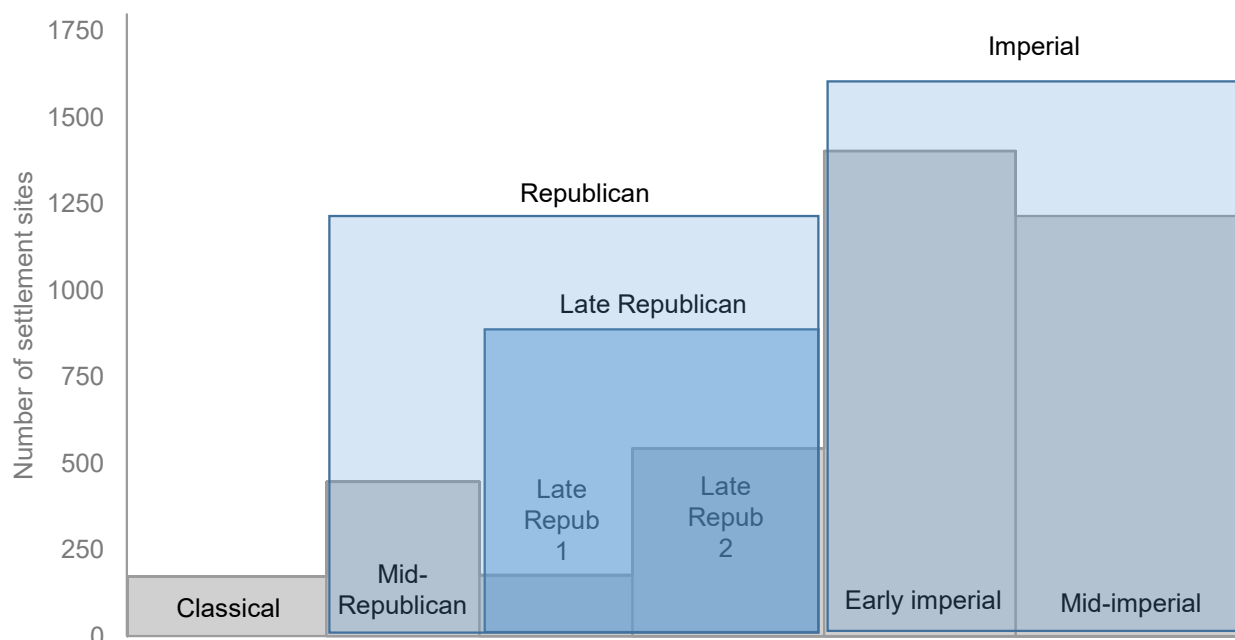 1750
1500
1250
1000
750
500
250
0
Number of settlement sites
Imperial
Republican
Late Republican
Late
Repub
1
Late
Repub
2
Classical
Mid-
Republican
Early imperial
Mid-imperial